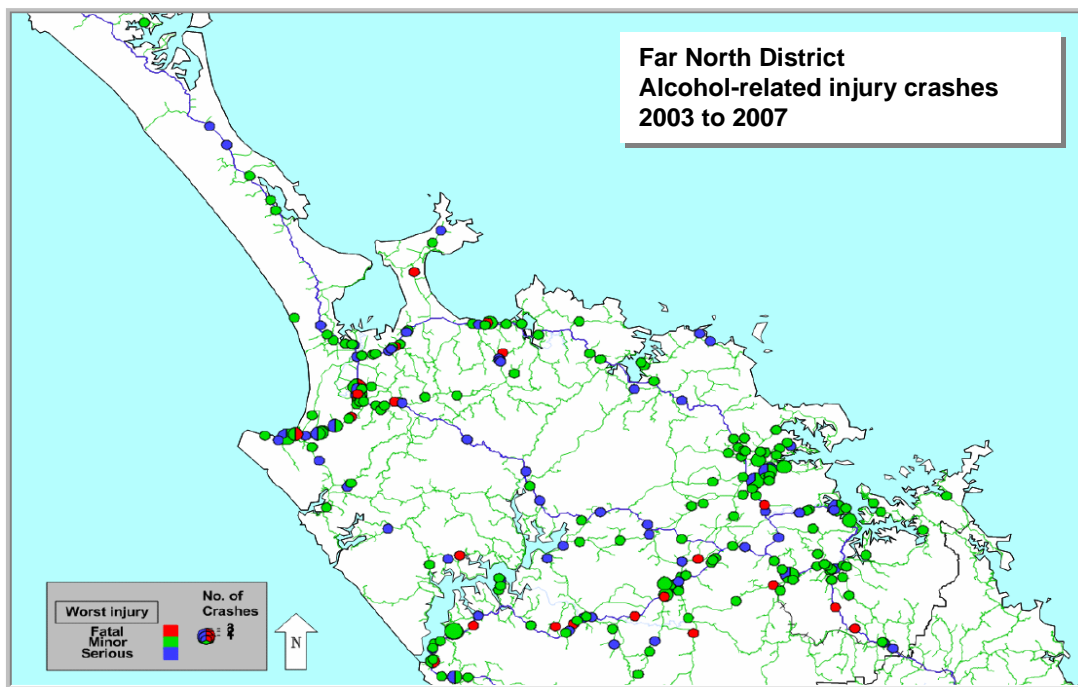 Far North District
Alcohol-related injury crashes
2003 to 2007
Worst injury
Fatal
Minor
Serious
No. of
Crashes
N